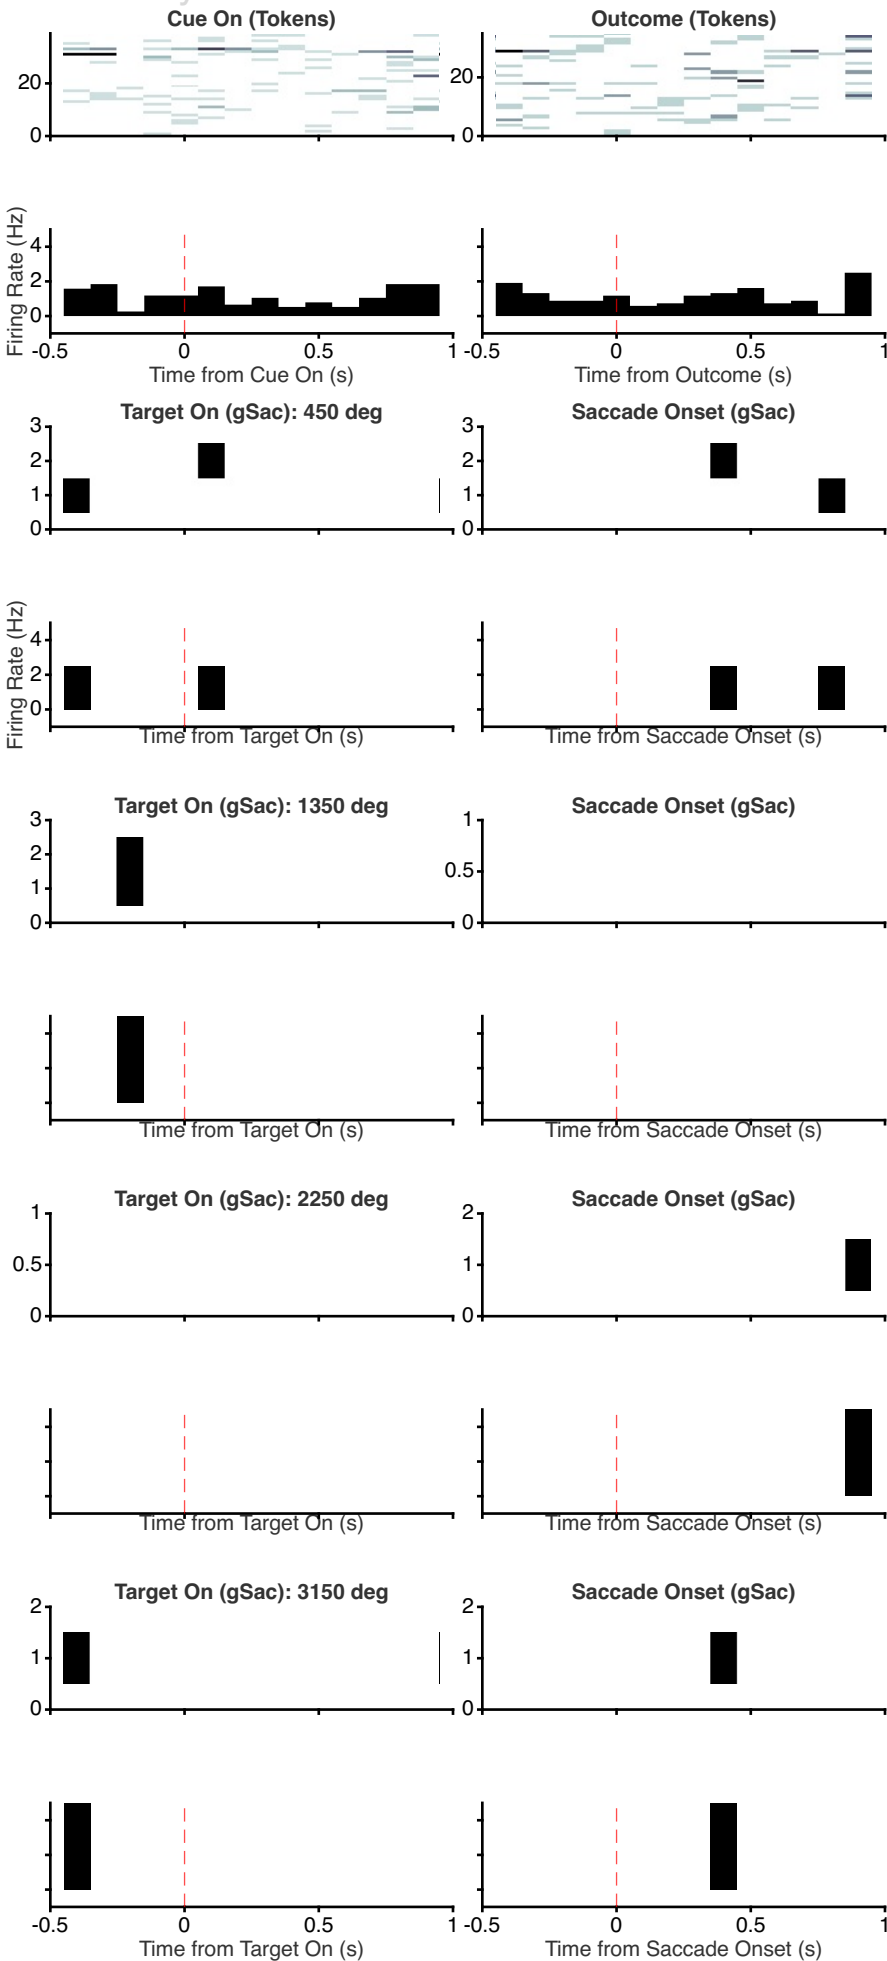 Cue On (Tokens) Outcome (Tokens)
20 20
0 0
Firing Rate (Hz)
4
2
0
-0.5 0 0.5 1 -0.5 0 0.5 1
Time from Cue On (s) Time from Outcome (s)
Target On (gSac): 450 deg Saccade Onset (gSac)
3 3
2 2
1 1
0 0
Firing Rate (Hz)
4
2
0
Time from Target On (s) Time from Saccade Onset (s)
Target On (gSac): 1350 deg Saccade Onset (gSac)
3 1
2
1 0.5
0 0
Time from Target On (s) Time from Saccade Onset (s)
Target On (gSac): 2250 deg Saccade Onset (gSac)
1 2
0.5 1
0 0
Time from Target On (s) Time from Saccade Onset (s)
Target On (gSac): 3150 deg Saccade Onset (gSac)
2 2
1 1
0 0
-0.5 0 0.5 1 -0.5 0 0.5 1
Time from Target On (s) Time from Saccade Onset (s)